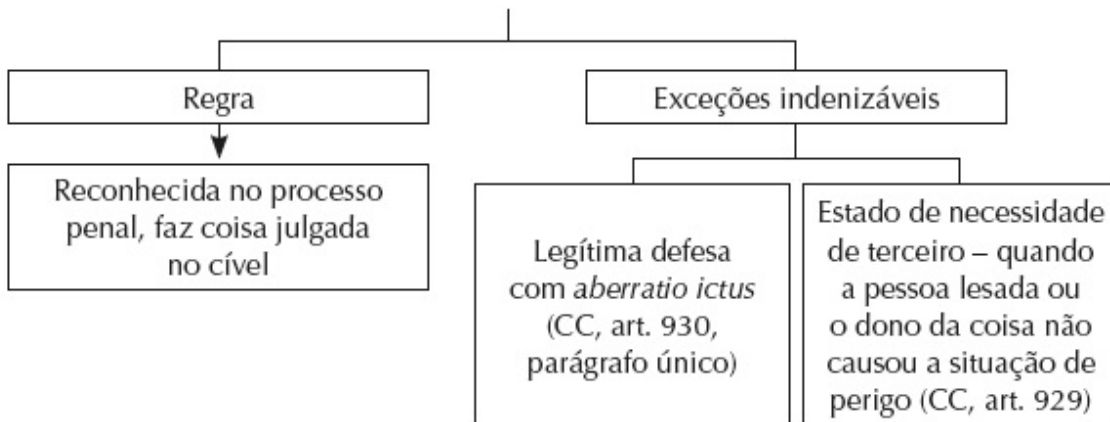 Regra
Exceções indenizáveis
Reconhecida no processo
penal, faz coisa julgada
no cível
Legítima defesa
com aberratio ictus
(CC, art. 930,
parágrafo único)
Estado de necessidade
de terceiro – quando
a pessoa lesada ou
o dono da coisa não
causou a situação de
perigo (CC, art. 929)